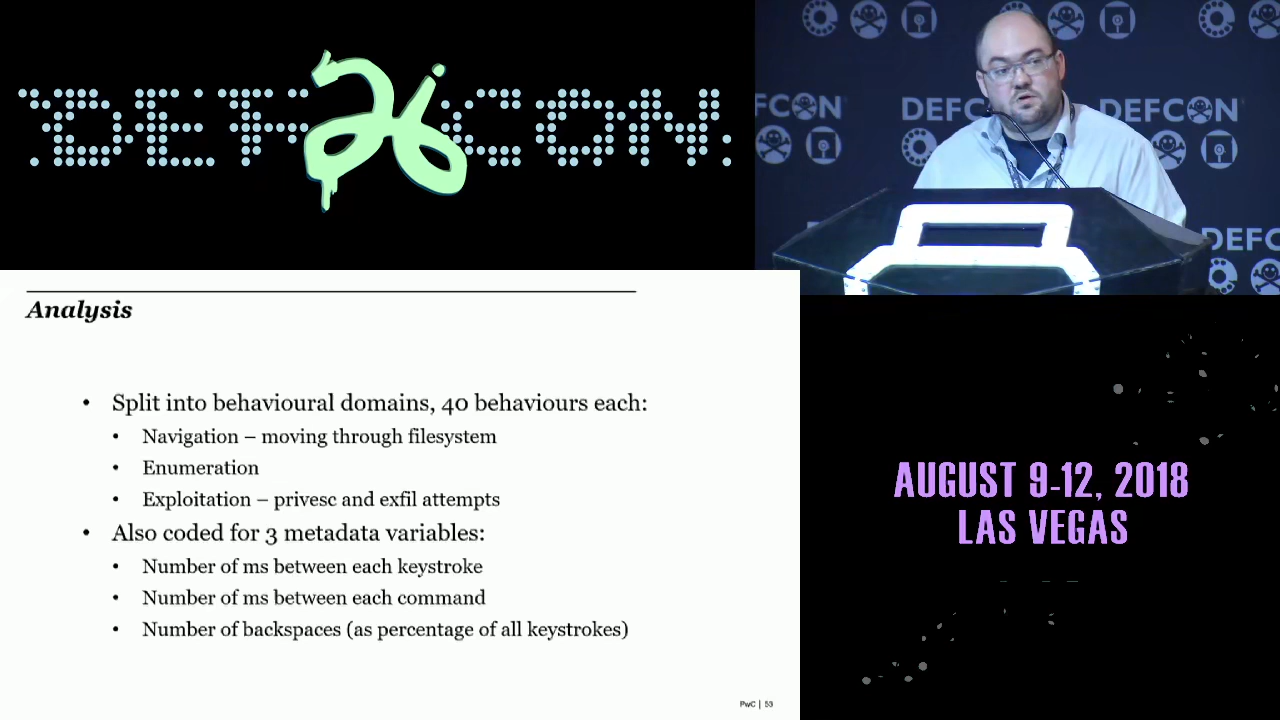 DEF 26 CON
DEFCON
FCON DEFCON DEFCON
DEFC
Analysis
• Split into behavioural domains, 40 behaviours each:
• Navigation – moving through filesystem
• Enumeration
• Exploitation – privesc and exfil attempts
• Also coded for 3 metadata variables:
• Number of ms between each keystroke
• Number of ms between each command
• Number of backspaces (as percentage of all keystrokes)
PwC | 53
AUGUST 9-12, 2018
LAS VEGAS